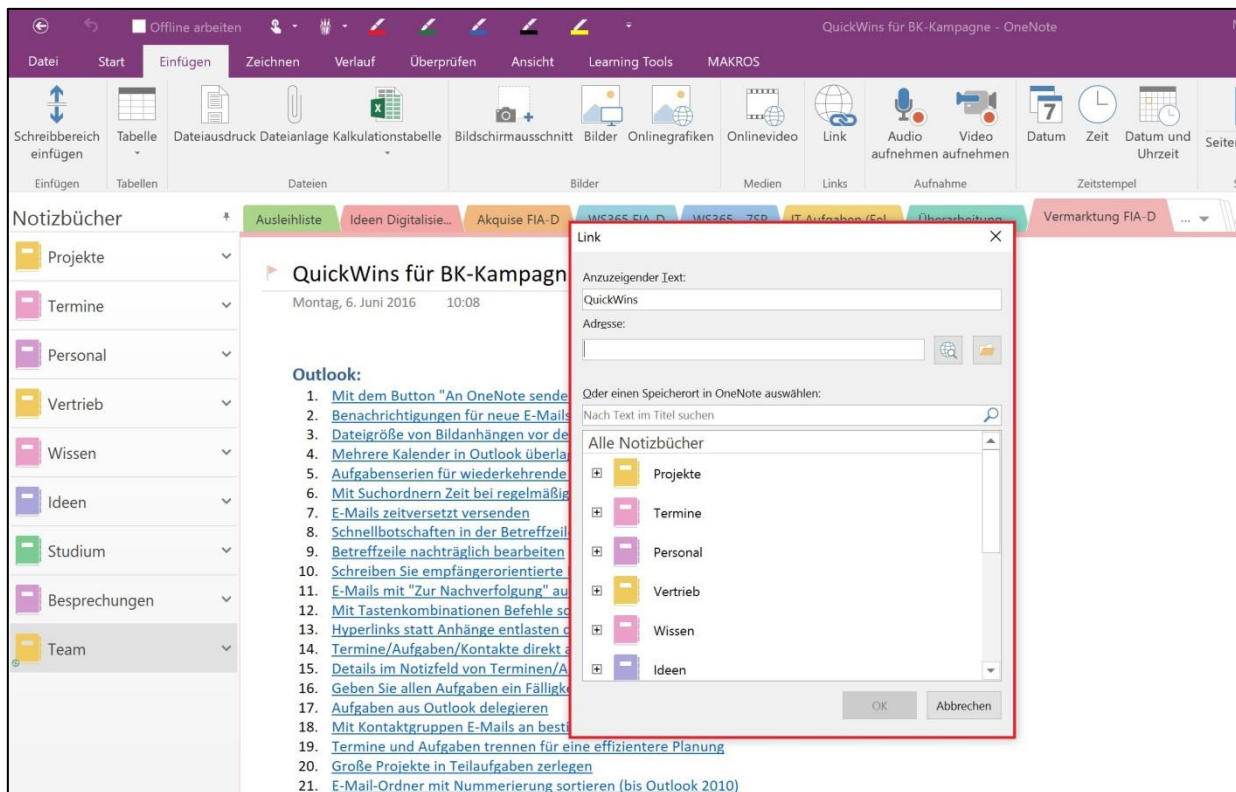 Offline arbeiten
QuickWins für BK-Kampagne - OneNote
Datei Start Einfügen Zeichnen Verlauf Überprüfen Ansicht Learning Tools MAKROS
Schreibbereich einfügen
Tabelle
Dateiausdruck Dateianlage Kalkulationstabelle
Bildschirmausschnitt Bilder Onlinegrafiken
Onlinevideo
Link
Audio aufnehmen
Video aufnehmen
7
Datum Zeit
Datum und Uhrzeit
Seiten
Einfügen Tabellen Dateien Bilder Medien Links Aufnahme Zeitstempel
Notizbücher
Projekte
Termine
Personal
Vertrieb
Wissen
Ideen
Studium
Besprechungen
Team
Ausleihliste Ideen Digitalisie... Akquise FIA-D WS365 FIA-D WS365 - 7SP IT Aufgaben (Fol Überarbeitung Vermarktung FIA-D ...
QuickWins für BK-Kampagn
Montag, 6. Juni 2016 10:08
Outlook:
1. Mit dem Button "An OneNote sende
2. Benachrichtigungen für neue E-Mails
3. Dateigröße von Bildanhängen vor de
4. Mehrere Kalender in Outlook überla
5. Aufgabenserien für wiederkehrende
6. Mit Suchordnern Zeit bei regelmäßig
7. E-Mails zeitversetzt versenden
8. Schnellbotschaften in der Betreffzeil
9. Betreffzeile nachträglich bearbeiten
10. Schreiben Sie empfängerorientierte
11. E-Mails mit "Zur Nachverfolgung" au
12. Mit Tastenkombinationen Befehle sc
13. Hyperlinks statt Anhänge entlasten d
14. Termine/Aufgaben/Kontakte direkt a
15. Details im Notizfeld von Terminen/A
16. Geben Sie allen Aufgaben ein Fälligk
17. Aufgaben aus Outlook delegieren
18. Mit Kontaktgruppen E-Mails an besti
19. Termine und Aufgaben trennen für eine effizientere Planung
20. Große Projekte in Teilaufgaben zerlegen
21. E-Mail-Ordner mit Nummerierung sortieren (bis Outlook 2010)
Link
Anzuzeigender Text:
QuickWins
Adresse:
Oder einen Speicherort in OneNote auswählen:
Nach Text im Titel suchen
Alle Notizbücher
Projekte
Termine
Personal
Vertrieb
Wissen
Ideen
OK Abbrechen